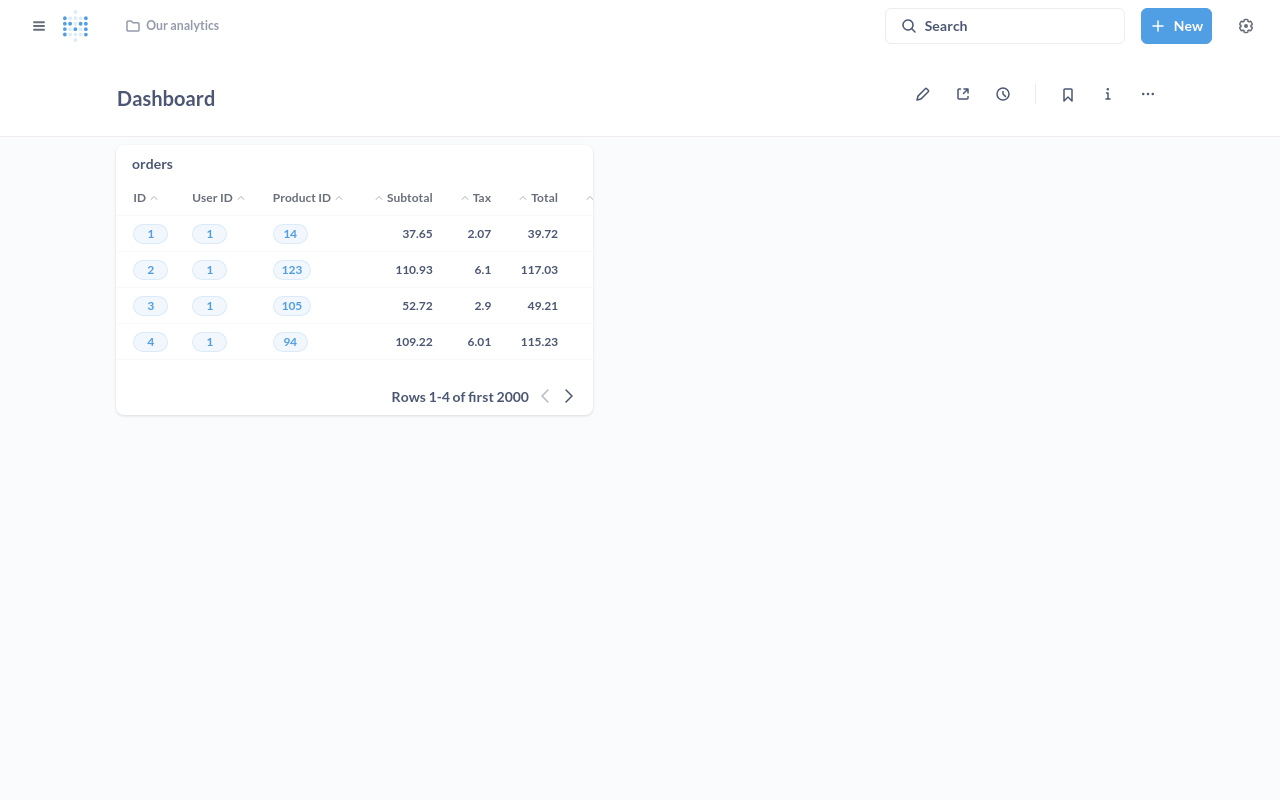 Our analytics
Search
New
Dashboard
orders
ID User ID Product ID Subtotal Tax Total
1 1 14 37.65 2.07 39.72
2 1 123 110.93 6.1 117.03
3 1 105 52.72 2.9 49.21
4 1 94 109.22 6.01 115.23
Rows 1-4 of first 2000